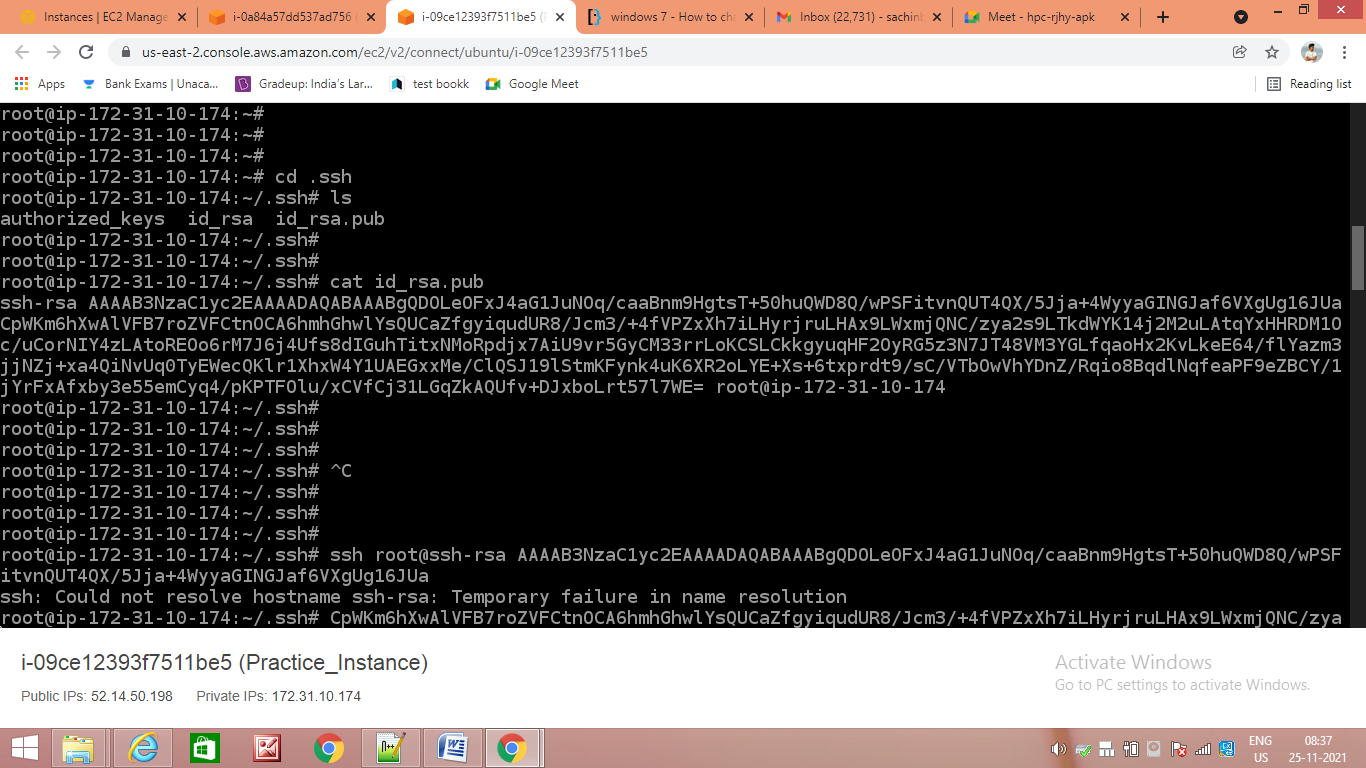 Instances | EC2 Manage
i-0a84a57dd537ad756 (
i-09ce12393f7511be5 (
windows 7 - How to cha
Inbox (22,731) - sachinb
Meet - hpc-rjhy-apk
us-east-2.console.aws.amazon.com/ec2/v2/connect/ubuntu/i-09ce12393f7511be5
Apps
Bank Exams | Unaca...
Gradeup: India's Lar...
test bookk
Google Meet
Reading list
root@ip-172-31-10-174:~#
root@ip-172-31-10-174:~#
root@ip-172-31-10-174:~#
root@ip-172-31-10-174:~# cd .ssh
root@ip-172-31-10-174:~/.ssh# ls
authorized_keys  id_rsa  id_rsa.pub
root@ip-172-31-10-174:~/.ssh#
root@ip-172-31-10-174:~/.ssh#
root@ip-172-31-10-174:~/.ssh# cat id_rsa.pub
ssh-rsa AAAAB3NzaC1yc2EAAAADAQABAAABgQDOLeOFxJ4aG1JuNOq/caaBnm9HgtsT+50huQWD8Q/wPSFitvnQUT4QX/5Jja+4WyyaGINGJaf6VXgUg16JUa
CpWKm6hXwAlVFB7roZVFCtnOCA6hmhGhwlYsQUCaZfgyiqudUR8/Jcm3/+4fVPZxXh7iLHyrjruLHAx9LWxmjQNC/zya2s9LTkdWYK14j2M2uLAtqYxHHRDM1O
c/uCorNIY4zLAtoREOo6rM7J6j4Ufs8dIGuhTitxNMoRpdjx7AiU9vr5GyCM33rrLoKCSLCkkgyuqHF2OyRG5z3N7JT48VM3YGLfqaoHx2KvLkeE64/flYazm3
jjNZj+xa4QiNvUq0TyEWecQKlr1XhxW4Y1UAEGxxMe/ClQSJ19lStmKFynk4uK6XR2oLYE+Xs+6txprdt9/sC/VTbOwVhYDnZ/Rqio8BqdlNqfeaPF9eZBCY/1
jYrFxAfxby3e55emCyq4/pKPTFOlu/xCVfCj31LGqZkAQUfv+DJxboLrt57l7WE= root@ip-172-31-10-174
root@ip-172-31-10-174:~/.ssh#
root@ip-172-31-10-174:~/.ssh#
root@ip-172-31-10-174:~/.ssh#
root@ip-172-31-10-174:~/.ssh# ^C
root@ip-172-31-10-174:~/.ssh#
root@ip-172-31-10-174:~/.ssh#
root@ip-172-31-10-174:~/.ssh#
root@ip-172-31-10-174:~/.ssh# ssh root@ssh-rsa AAAAB3NzaC1yc2EAAAADAQABAAABgQDOLeOFxJ4aG1JuNOq/caaBnm9HgtsT+50huQWD8Q/wPSF
itvnQUT4QX/5Jja+4WyyaGINGJaf6VXgUg16JUa
ssh: Could not resolve hostname ssh-rsa: Temporary failure in name resolution
root@ip-172-31-10-174:~/.ssh# CpWKm6hXwAlVFB7roZVFCtnOCA6hmhGhwlYsQUCaZfgyiqudUR8/Jcm3/+4fVPZxXh7iLHyrjruLHAx9LWxmjQNC/zya
i-09ce12393f7511be5 (Practice_Instance)
Public IPs: 52.14.50.198
Private IPs: 172.31.10.174
Activate Windows
Go to PC settings to activate Windows.
ENG
US
08:37
25-11-2021